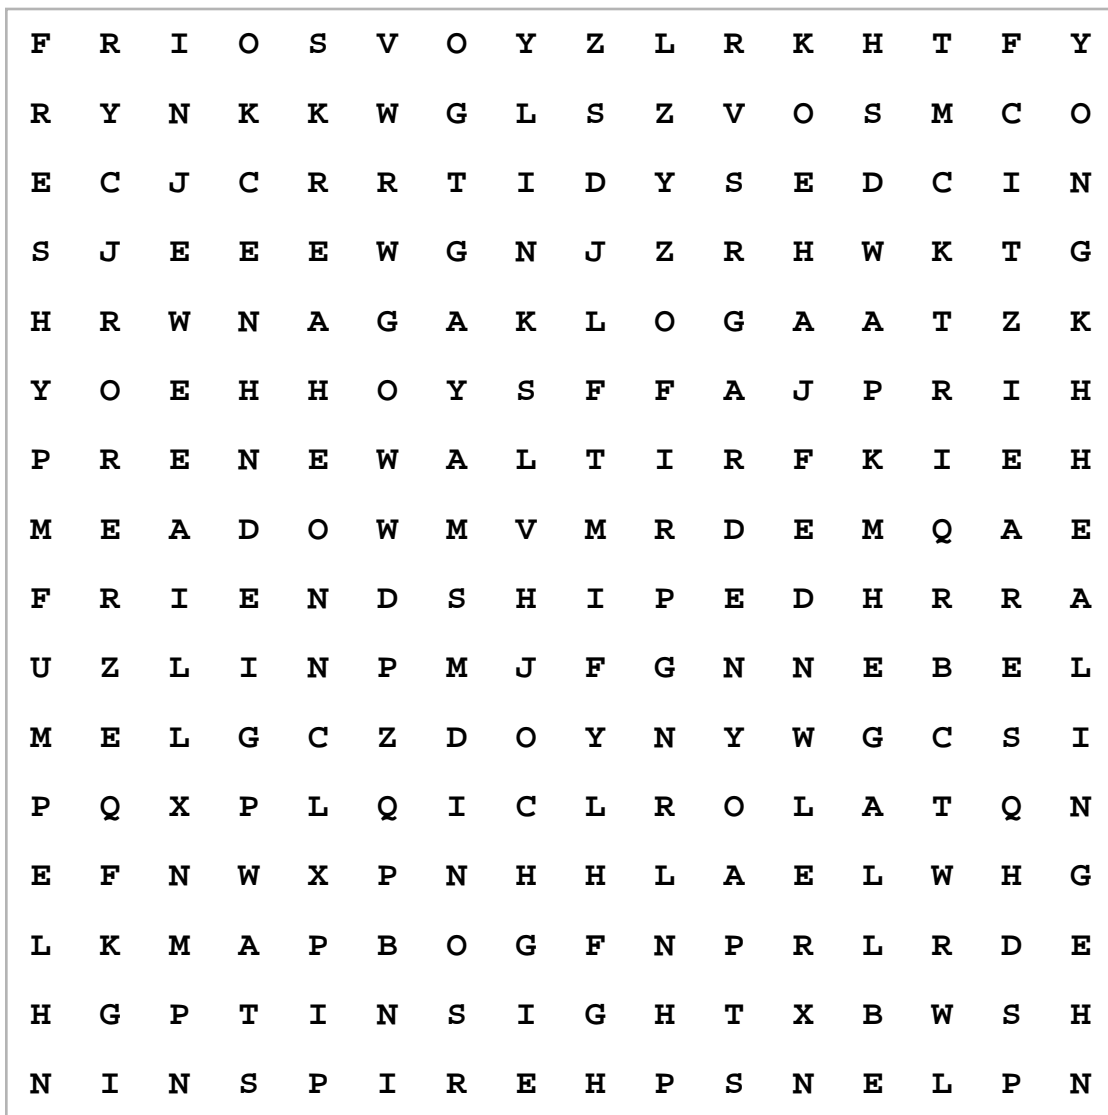 F R I O S V O Y Z L R K H T F Y
R Y N K K W G L S Z V O S M C O
E C J C R R T I D Y S E D C I N
S J E E E W G N J Z R H W K T G
H R W N A G A K L O G A A T Z K
Y O E H H O Y S F F A J P R I H
P R E N E W A L T I R F K I E H
M E A D O W M V M R D E M Q A E
F R I E N D S H I P E D H R R A
U Z L I N P M J F G N N E B E L
M E L G C Z D O Y N Y W G C S I
P Q X P L Q I C L R O L A T Q N
E F N W X P N H H L A E L W H G
L K M A P B O G F N P R L R D E
H G P T I N S I G H T X B W S H
N I N S P I R E H P S N E L P N